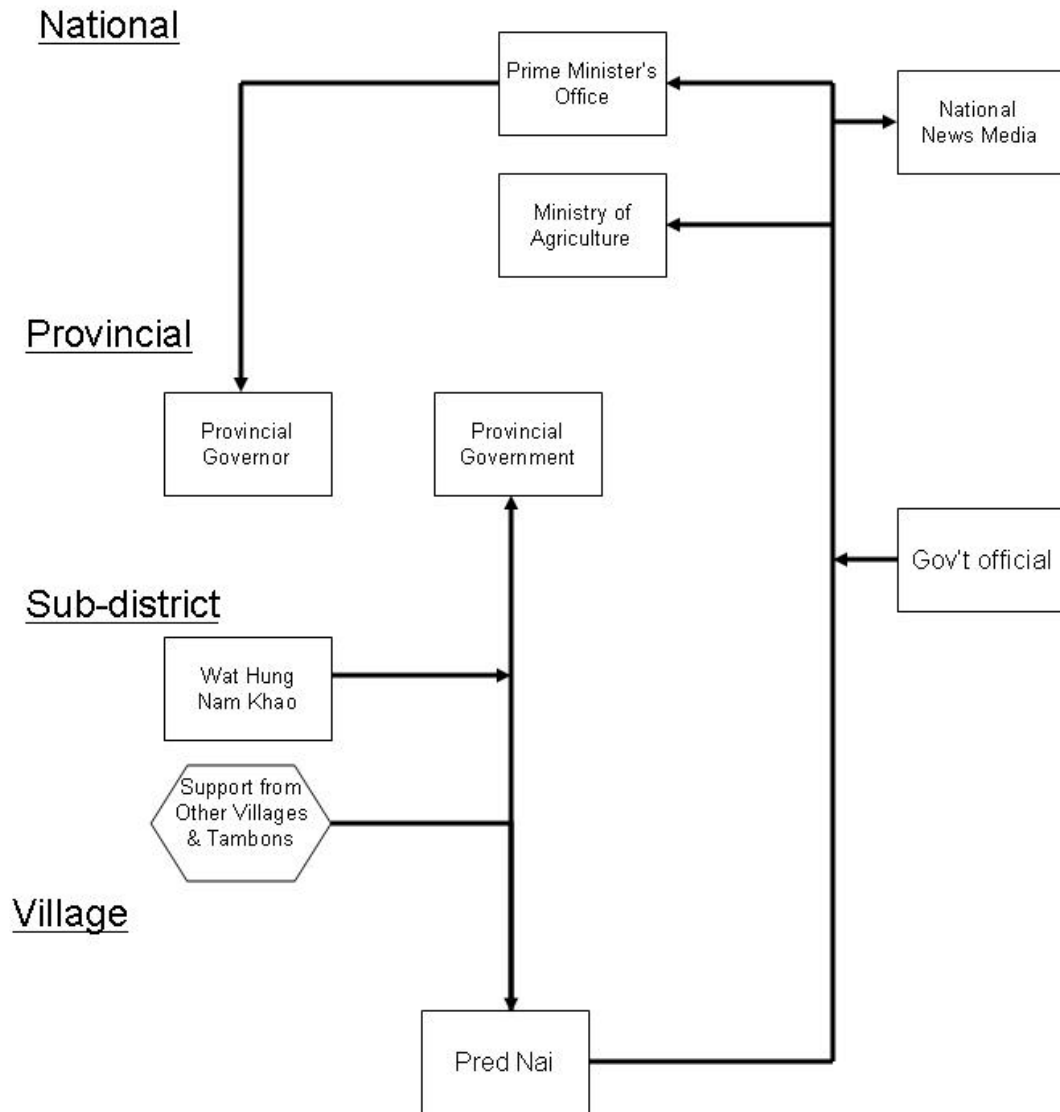 National
Prime Minister's
Office
National
News Media
Ministry of
Agriculture
Provincial
Provincial
Governor
Provincial
Government
Gov't official
Sub-district
Wat Hung
Nam Khao
Support from
Other Villages
& Tambons
Village
Pred Nai